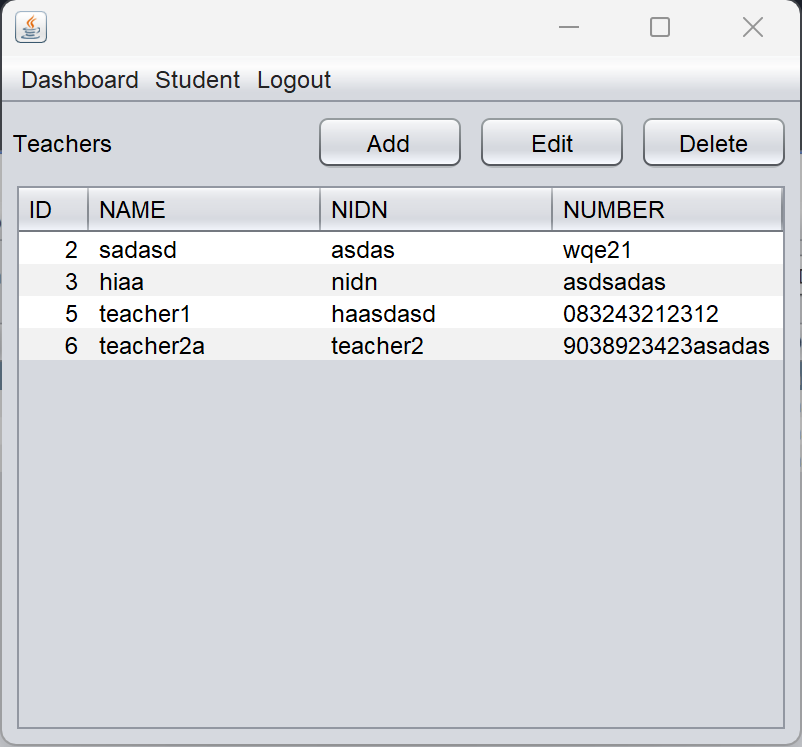 Dashboard Student Logout
Teachers Add Edit Delete
ID NAME NIDN NUMBER
2 sadasd asdas wqe21
3 hiaa nidn asdsadas
5 teacher1 haasdasd 083243212312
6 teacher2a teacher2 9038923423asadas